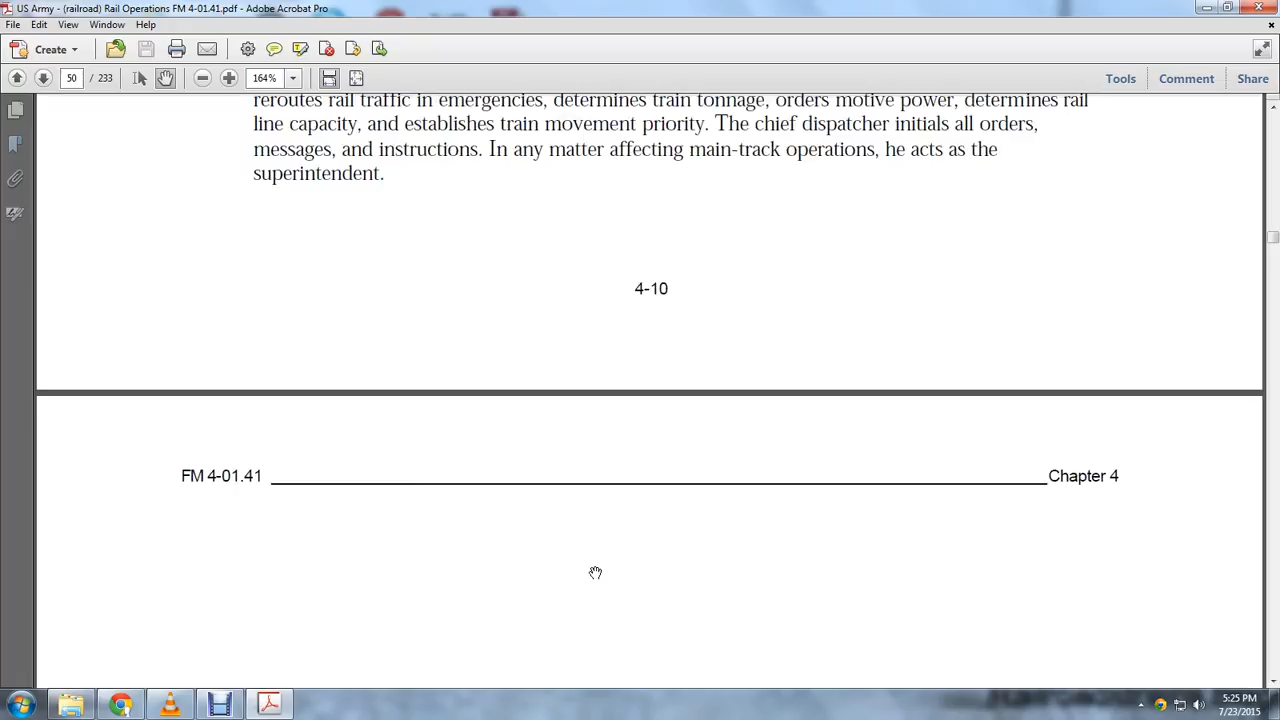 US Army - (railroad) Rail Operations FM 4-01.41.pdf - Adobe Acrobat Pro
File Edit View Window Help
Create
50 / 233 164% Tools Comment Share
reroutes rail traffic in emergencies, determines train tonnage, orders motive power, determines rail
line capacity, and establishes train movement priority. The chief dispatcher initials all orders,
messages, and instructions. In any matter affecting main-track operations, he acts as the
superintendent.
4-10
FM 4-01.41 Chapter 4
5:25 PM
7/23/2015